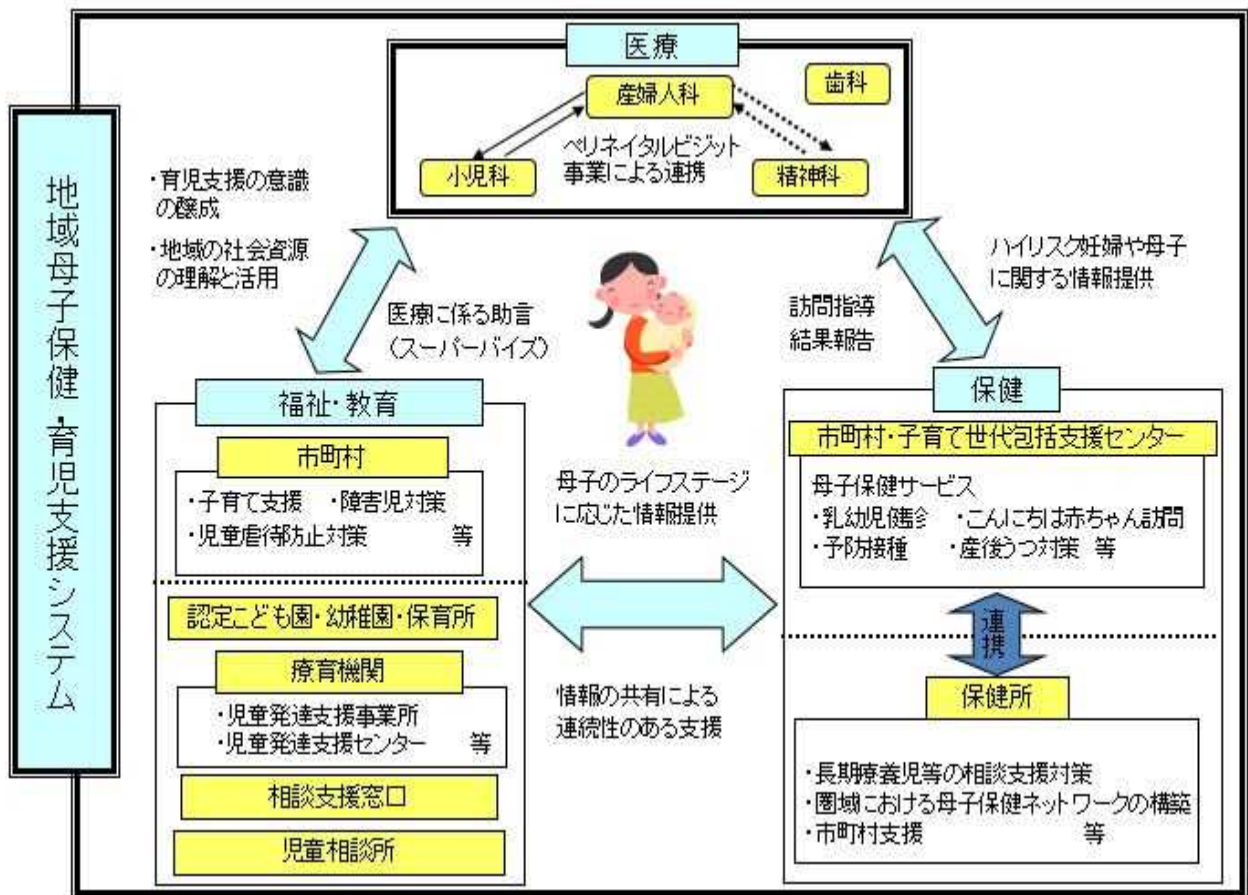 地域母子保健・育児支援システム
医療
産婦人科
歯科
小児科
ペリネイタルビジット
事業による連携
精神科
・育児支援の意識
の醸成
・地域の社会資源
の理解と活用
医療に係る助言
(スーパーバイズ)
訪問指導
結果報告
ハイリスク妊婦や母子
に関する情報提供
福祉・教育
市町村
・子育て支援 ・障害児対策
・児童虐待防止対策 等
認定こども園・幼稚園・保育所
療育機関
・児童発達支援事業所
・児童発達支援センター 等
相談支援窓口
児童相談所
母子のライフステージ
に応じた情報提供
情報の共有による
連続性のある支援
保健
市町村・子育て世代包括支援センター
母子保健サービス
・乳幼児健診 ・こんにちは赤ちゃん訪問
・予防接種 ・産後うつ対策 等
連携
保健所
・長期療養児等の相談支援対策
・圏域における母子保健ネットワークの構築
・市町村支援 等